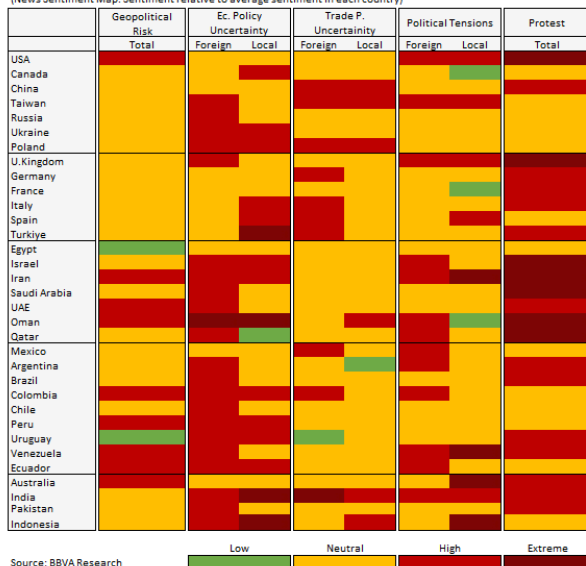 (News Sentiment Map: Sentiment relative to average sentiment in each country)
Geopolitical Risk Ec. Policy Uncertainty Trade P. Uncertainity Political Tensions Protest
Total Foreign Local Foreign Local Foreign Local Total
USA
Canada
China
Taiwan
Russia
Ukraine
Poland
U.Kingdom
Germany
France
Italy
Spain
Turkiye
Egypt
Israel
Iran
Saudi Arabia
UAE
Oman
Qatar
Mexico
Argentina
Brazil
Colombia
Chile
Peru
Uruguay
Venezuela
Ecuador
Australia
India
Pakistan
Indonesia
Low Neutral High Extreme
Source: BBVA Research